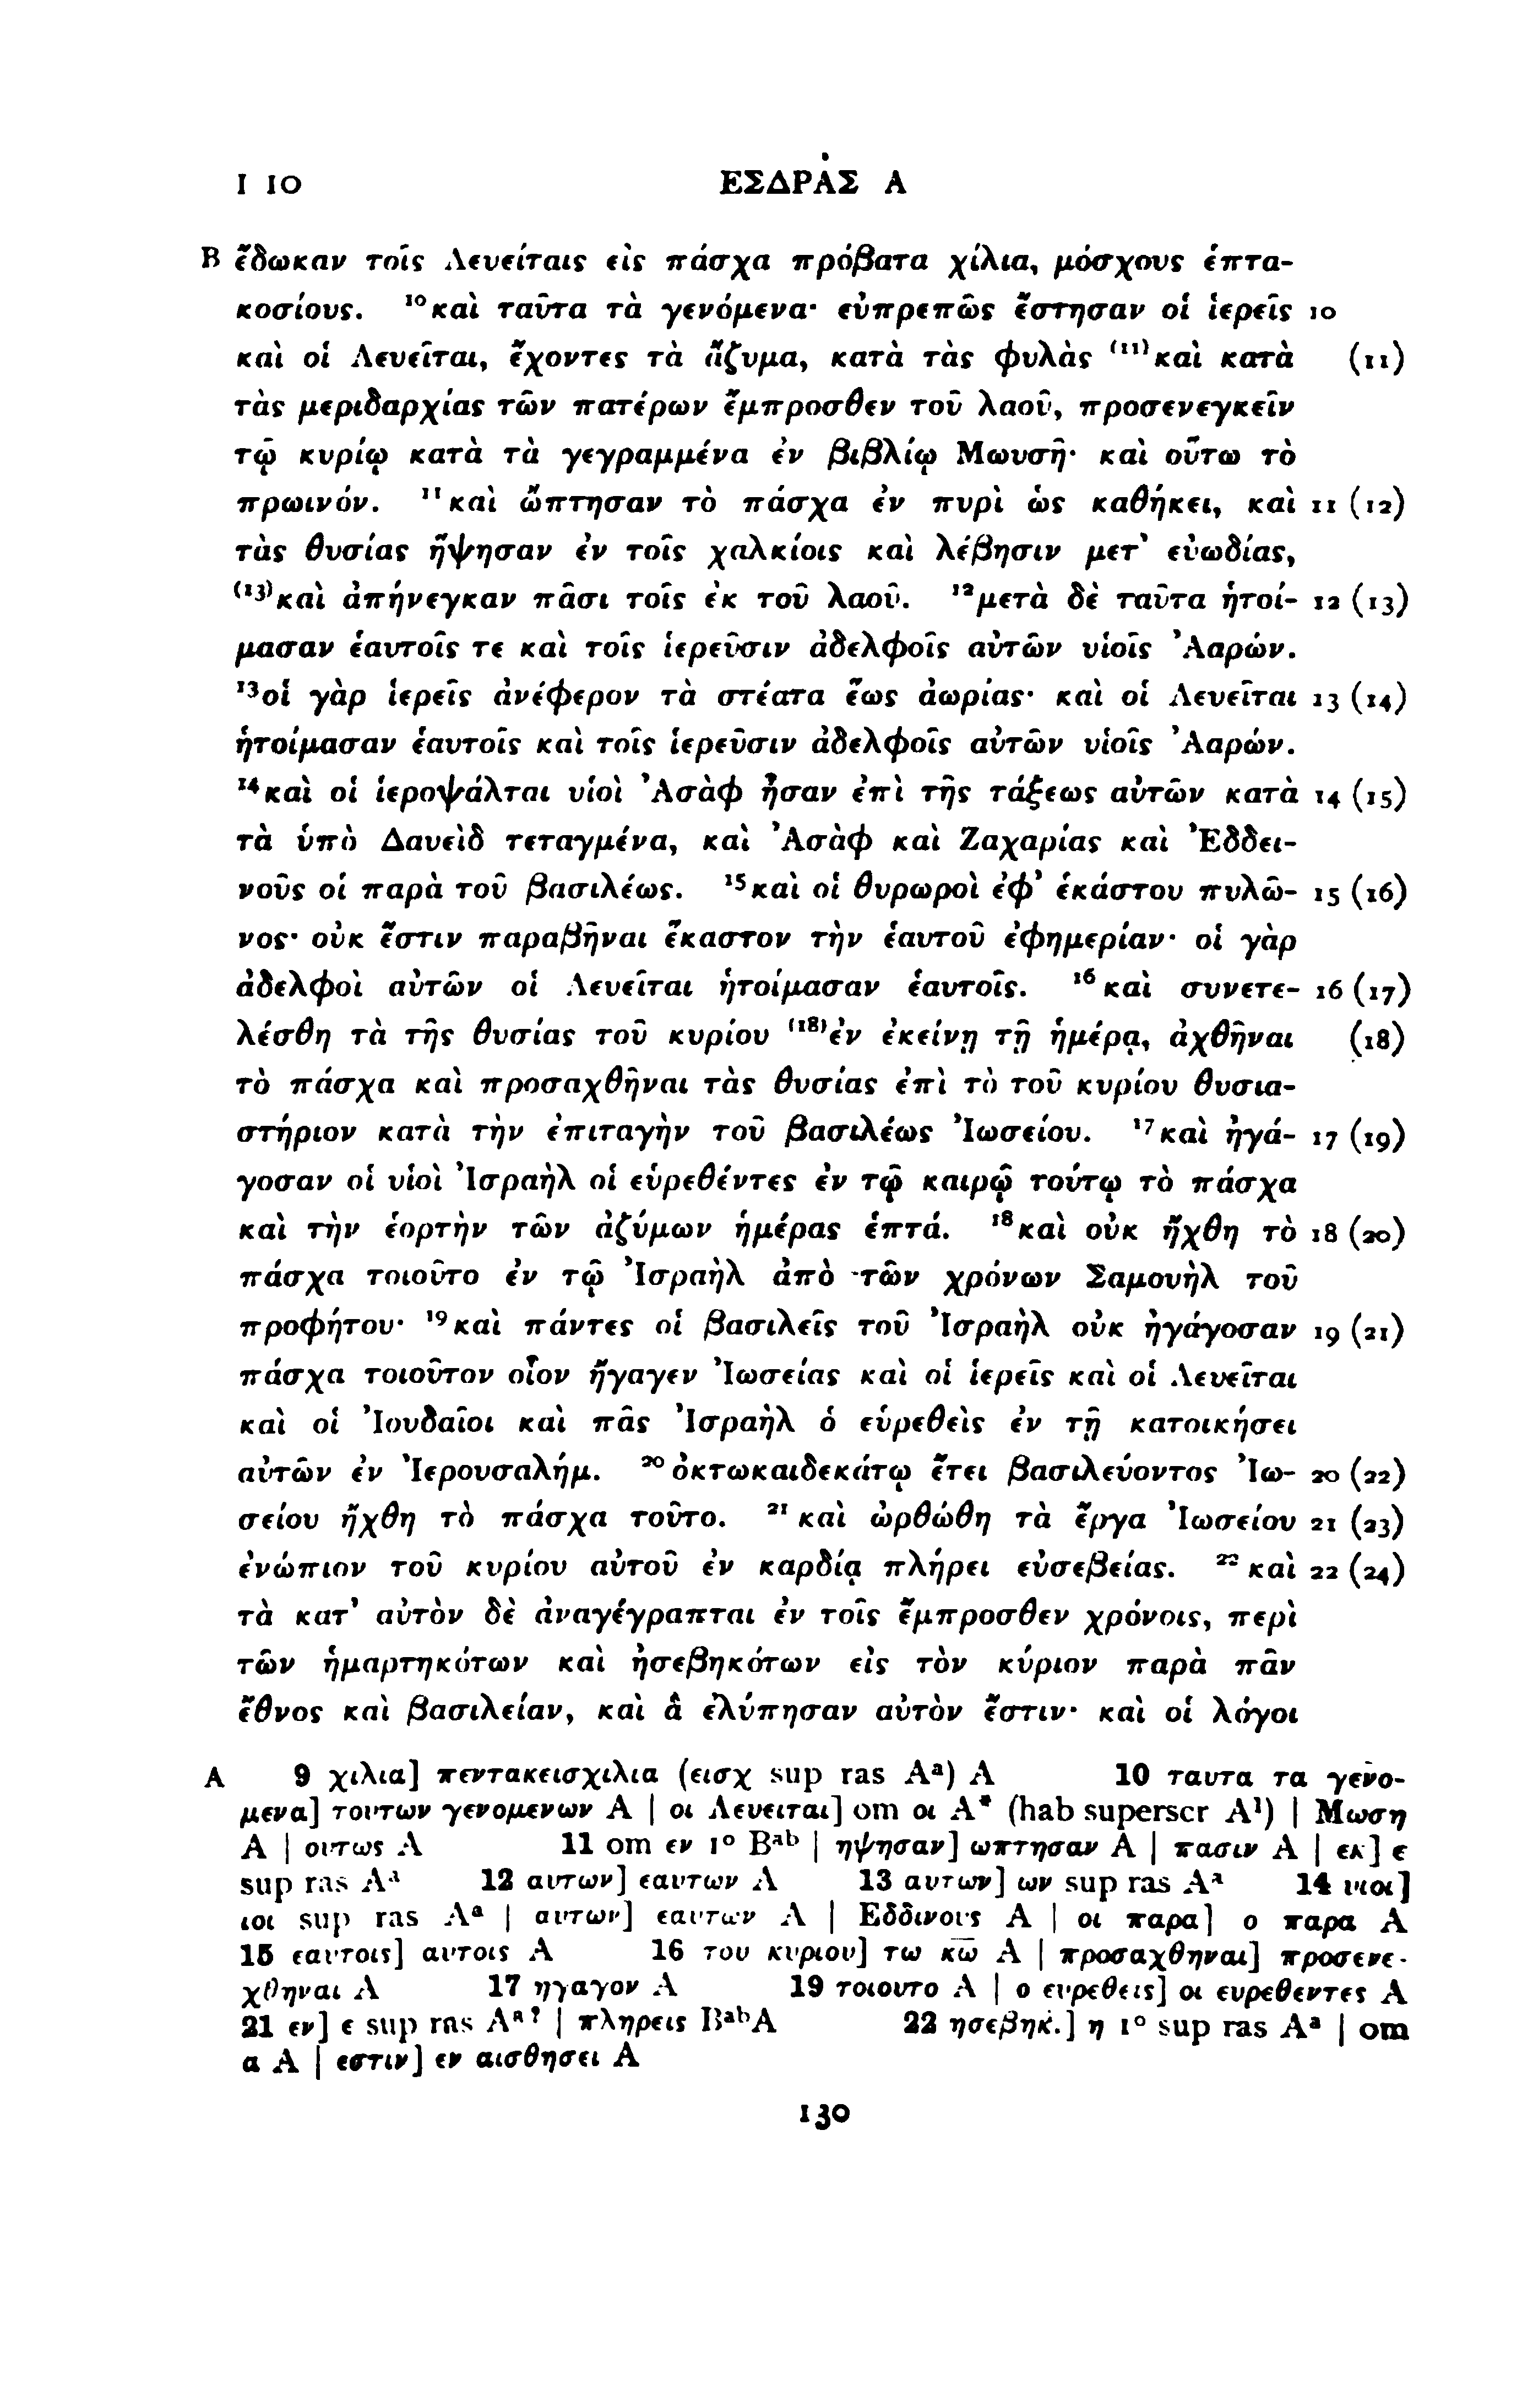 I 10 ΕΣΔΡΑΣ Α
B ἔδωκαν τοῖς Λευείταις εἰς πάσχα πρόβατα χίλια, μόσχους ἑπτα-
κοσίους. ¹⁰καὶ ταῦτα τὰ γενόμενα· εὐπρεπῶς ἔστησαν οἱ ἱερεῖς 10
καὶ οἱ Λευεῖται, ἔχοντες τὰ ἄζυμα, κατὰ τὰς φυλὰς ⁽¹¹⁾καὶ κατὰ (11)
τὰς μεριδαρχίας τῶν πατέρων ἔμπροσθεν τοῦ λαοῦ, προσενεγκεῖν
τῷ κυρίῳ κατὰ τὰ γεγραμμένα ἐν βιβλίῳ Μωυσῆ· καὶ οὕτω τὸ
πρωινόν. ¹¹καὶ ὤπτησαν τὸ πάσχα ἐν πυρὶ ὡς καθήκει, καὶ 11 (12)
τὰς θυσίας ἥψησαν ἐν τοῖς χαλκίοις καὶ λέβησιν μετ᾽ εὐωδίας,
⁽¹³⁾καὶ ἀπήνεγκαν πᾶσι τοῖς ἐκ τοῦ λαοῦ. ¹²μετὰ δὲ ταῦτα ἡτοί- 12 (13)
μασαν ἑαυτοῖς τε καὶ τοῖς ἱερεῦσιν ἀδελφοῖς αὐτῶν υἱοῖς Ἀαρών.
¹³οἱ γὰρ ἱερεῖς ἀνέφερον τὰ στέατα ἕως ἀωρίας· καὶ οἱ Λευεῖται 13 (14)
ἡτοίμασαν ἑαυτοῖς καὶ τοῖς ἱερεῦσιν ἀδελφοῖς αὐτῶν υἱοῖς Ἀαρών.
¹⁴καὶ οἱ ἱεροψάλται υἱοὶ Ἀσὰφ ἦσαν ἐπὶ τῆς τάξεως αὐτῶν κατὰ 14 (15)
τὰ ὑπὸ Δαυεὶδ τεταγμένα, καὶ Ἀσὰφ καὶ Ζαχαρίας καὶ Ἐδδει-
νοῦς οἱ παρὰ τοῦ βασιλέως. ¹⁵καὶ οἱ θυρωροὶ ἐφ᾽ ἑκάστου πυλῶ- 15 (16)
νος· οὐκ ἔστιν παραβῆναι ἕκαστον τὴν ἑαυτοῦ ἐφημερίαν· οἱ γὰρ
ἀδελφοὶ αὐτῶν οἱ Λευεῖται ἡτοίμασαν ἑαυτοῖς. ¹⁶καὶ συνετε- 16 (17)
λέσθη τὰ τῆς θυσίας τοῦ κυρίου ⁽¹⁸⁾ἐν ἐκείνῃ τῇ ἡμέρᾳ, ἀχθῆναι (18)
τὸ πάσχα καὶ προσαχθῆναι τὰς θυσίας ἐπὶ τὸ τοῦ κυρίου θυσια-
στήριον κατὰ τὴν ἐπιταγὴν τοῦ βασιλέως Ἰωσείου. ¹⁷καὶ ἠγά- 17 (19)
γοσαν οἱ υἱοὶ Ἰσραὴλ οἱ εὑρεθέντες ἐν τῷ καιρῷ τούτῳ τὸ πάσχα
καὶ τὴν ἑορτὴν τῶν ἀζύμων ἡμέρας ἑπτά. ¹⁸καὶ οὐκ ἤχθη τὸ 18 (20)
πάσχα τοιοῦτο ἐν τῷ Ἰσραὴλ ἀπὸ τῶν χρόνων Σαμουὴλ τοῦ
προφήτου· ¹⁹καὶ πάντες οἱ βασιλεῖς τοῦ Ἰσραὴλ οὐκ ἠγάγοσαν 19 (21)
πάσχα τοιοῦτον οἷον ἤγαγεν Ἰωσείας καὶ οἱ ἱερεῖς καὶ οἱ Λευεῖται
καὶ οἱ Ἰουδαῖοι καὶ πᾶς Ἰσραὴλ ὁ εὑρεθεὶς ἐν τῇ κατοικήσει
αὐτῶν ἐν Ἰερουσαλήμ. ²⁰ὀκτωκαιδεκάτῳ ἔτει βασιλεύοντος Ἰω- 20 (22)
σείου ἤχθη τὸ πάσχα τοῦτο. ²¹καὶ ὠρθώθη τὰ ἔργα Ἰωσείου 21 (23)
ἐνώπιον τοῦ κυρίου αὐτοῦ ἐν καρδίᾳ πλήρει εὐσεβείας. ²²καὶ 22 (24)
τὰ κατ᾽ αὐτὸν δὲ ἀναγέγραπται ἐν τοῖς ἔμπροσθεν χρόνοις, περὶ
τῶν ἡμαρτηκότων καὶ ἠσεβηκότων εἰς τὸν κύριον παρὰ πᾶν
ἔθνος καὶ βασιλείαν, καὶ ἃ ἐλύπησαν αὐτὸν ἔστιν· καὶ οἱ λόγοι
A 9 χιλια] πεντακεισχιλια (εισχ sup ras Aᵃ) A 10 ταυτα τα γενο-
μενα] τουτων γενομενων A | οι Λευειται] om οι A* (hab superscr A¹) | Μωση
A | ουτως A 11 om εν 1° Bᵃᵇ | ηψησαν] ωπτησαν A | πασιν A | εκ] ε
sup ras Aᵃ 12 αυτων] εαυτων A 13 αυτων] ων sup ras Aᵃ 14 υιοι]
ιοι sup ras Aᵃ | αυτων] εαυτων A | Εδδινους A | οι παρα] ο παρα A
15 εαυτοις] αυτοις A 16 του κυριου] τω κ̅ω̅ A | προσαχθηναι] προσενε-
χθηναι A 17 ηγαγον A 19 τοιουτο A | ο ευρεθεις] οι ευρεθεντες A
21 εν] ε sup ras Aᵃ? | πληρεις BᵃᵇA 22 ησεβηκ.] η 1° sup ras Aᵃ | om
α A | εστιν] εν αισθησει A
130